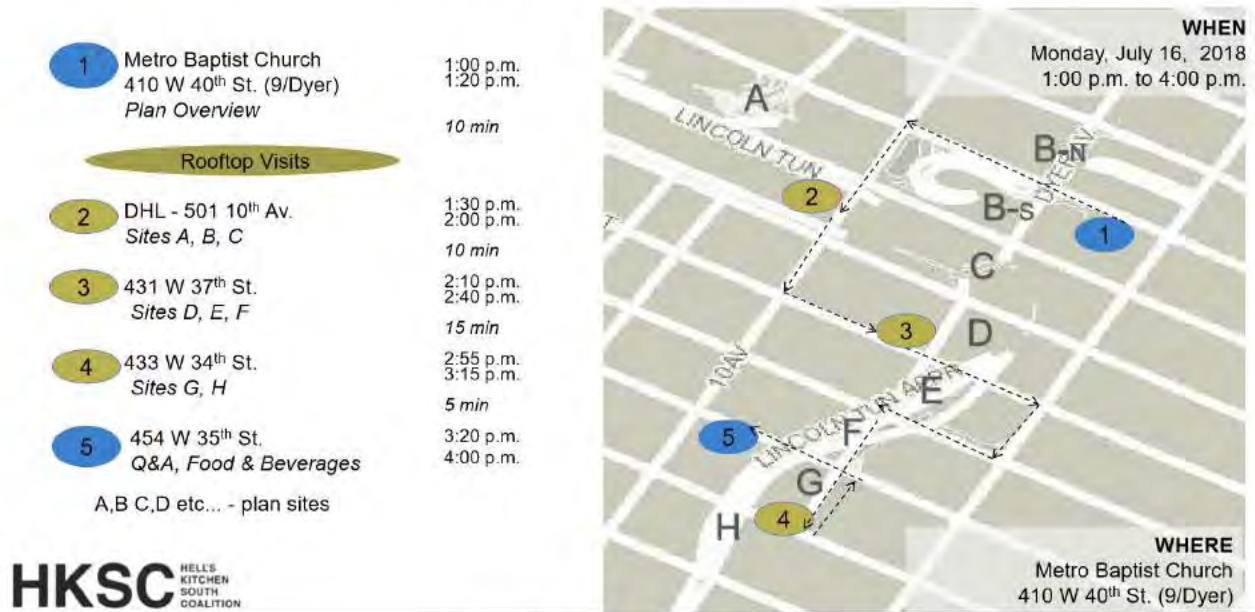 1
Metro Baptist Church
410 W 40th St. (9/Dyer)
Plan Overview
1:00 p.m.
1:20 p.m.
10 min
Rooftop Visits
2
DHL - 501 10th Av.
Sites A, B, C
1:30 p.m.
2:00 p.m.
10 min
3
431 W 37th St.
Sites D, E, F
2:10 p.m.
2:40 p.m.
15 min
4
433 W 34th St.
Sites G, H
2:55 p.m.
3:15 p.m.
5 min
5
454 W 35th St.
Q&A, Food & Beverages
3:20 p.m.
4:00 p.m.
A,B C,D etc... - plan sites
HKSC
HELL'S
KITCHEN
SOUTH
COALITION
WHEN
Monday, July 16, 2018
1:00 p.m. to 4:00 p.m.
A
LINCOLN TUN
B-N
DYER AV.
B-S
2
1
C
3
D
10AV
E
LINCOLN TUN
5
F
G
H
4
WHERE
Metro Baptist Church
410 W 40th St. (9/Dyer)